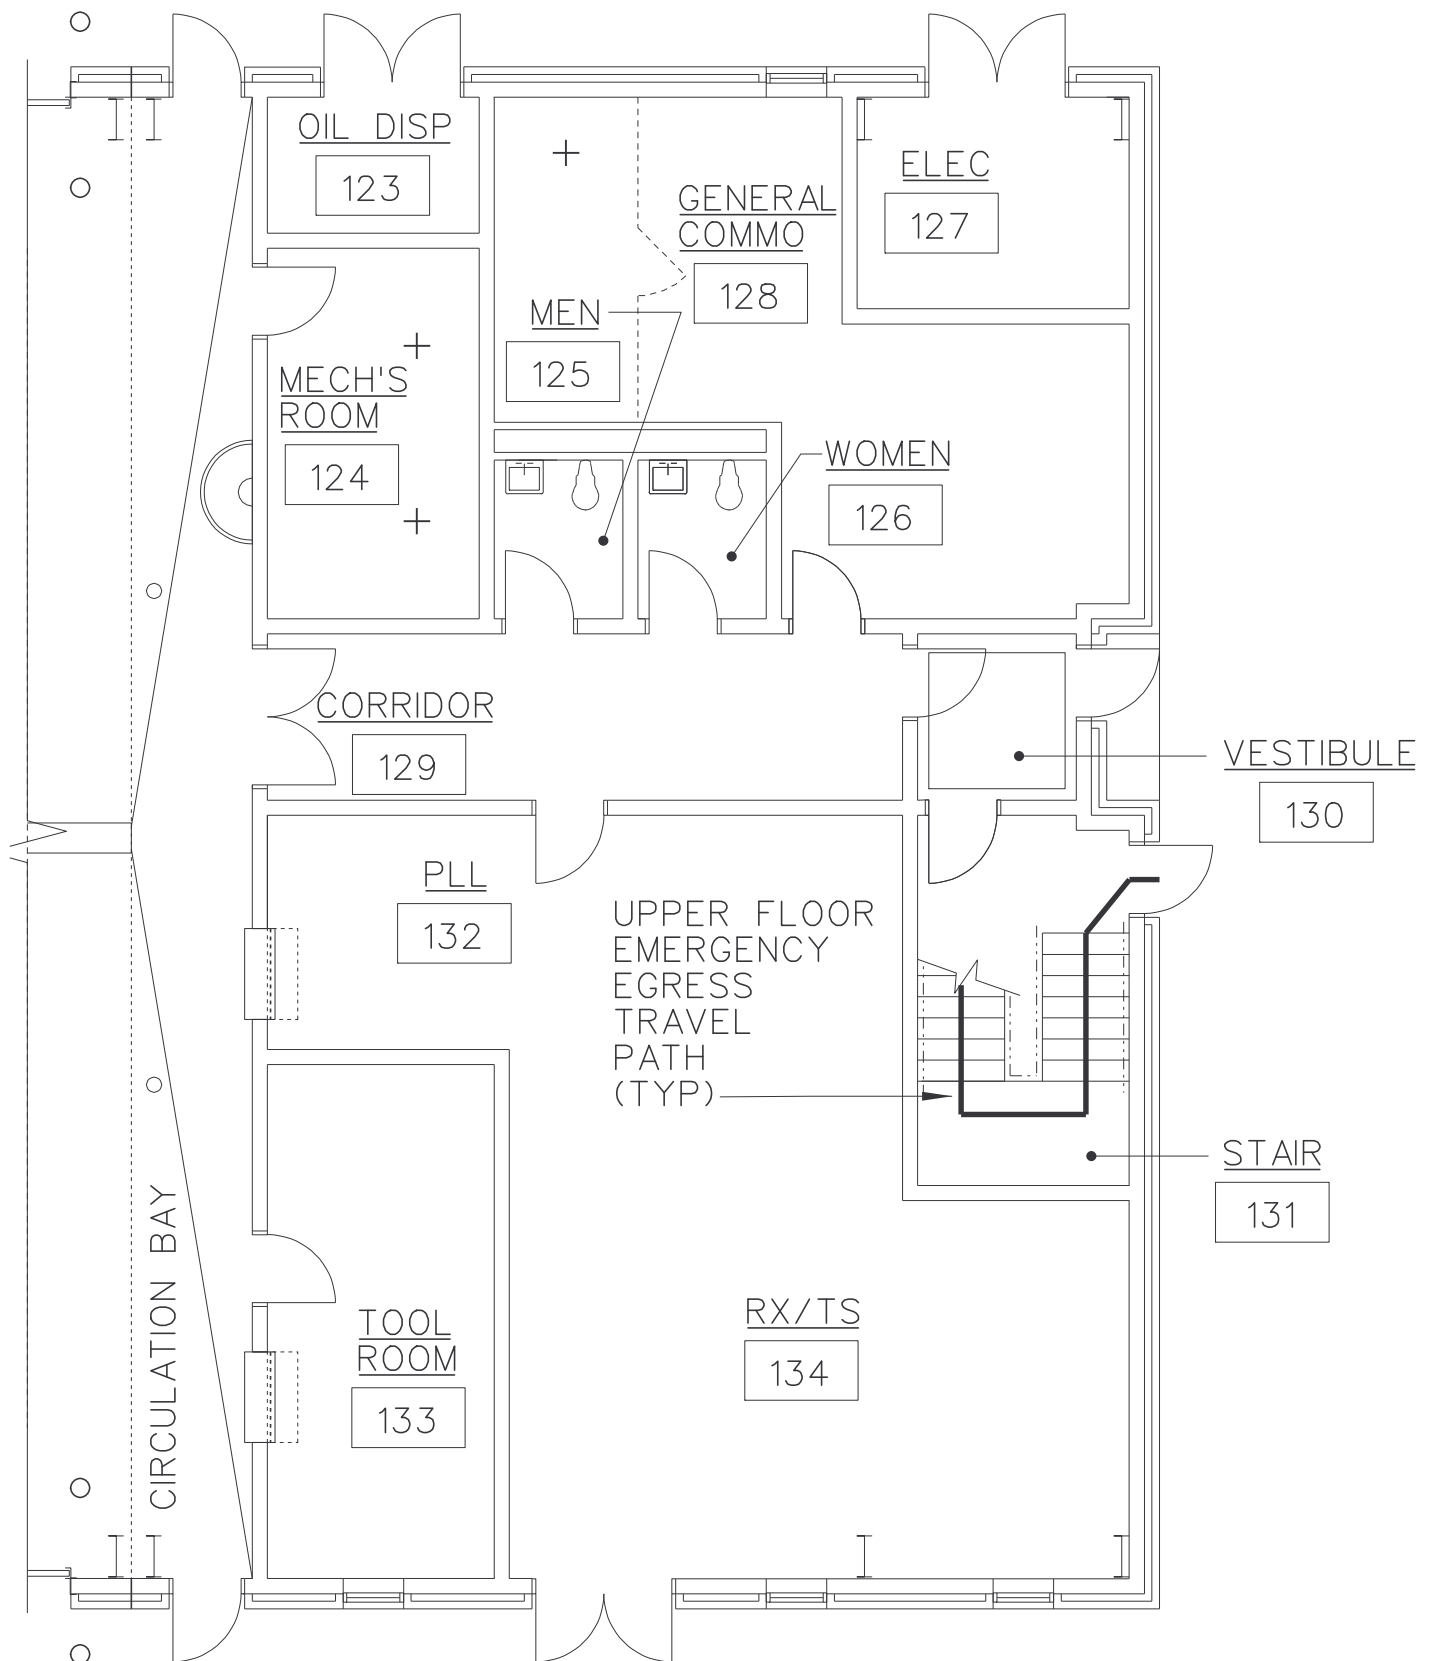 OIL DISP
123
ELEC
127
GENERAL
COMMO
128
MEN
125
MECH'S
ROOM
124
WOMEN
126
CORRIDOR
129
VESTIBULE
130
PLL
132
UPPER FLOOR
EMERGENCY
EGRESS
TRAVEL
PATH
(TYP)
STAIR
131
CIRCULATION BAY
TOOL
ROOM
133
RX/TS
134